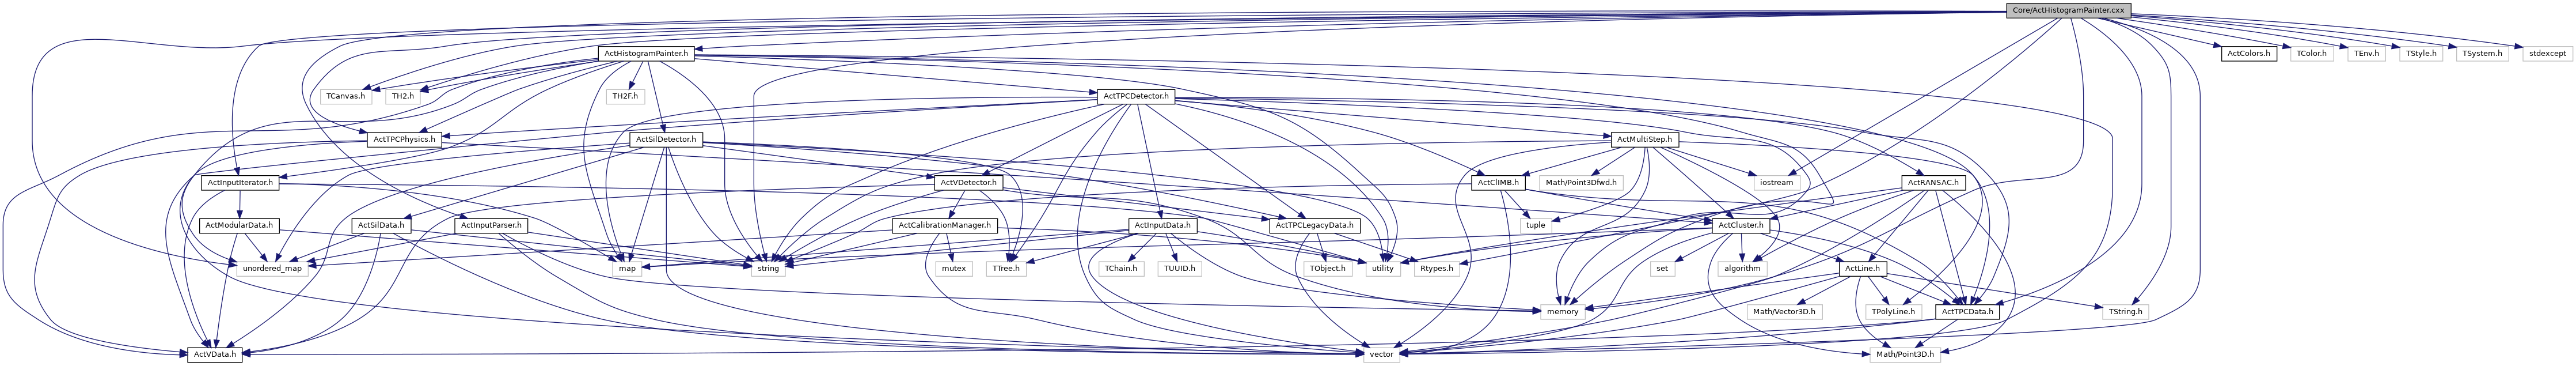 Core/ActHistogramPainter.cxx
ActHistogramPainter.h
ActColors.h
TColor.h
TEnv.h
TStyle.h
TSystem.h
stdexcept
TCanvas.h
TH2.h
TH2F.h
ActTPCDetector.h
ActTPCPhysics.h
ActSilDetector.h
ActMultiStep.h
ActInputIterator.h
ActVDetector.h
ActClIMB.h
Math/Point3Dfwd.h
iostream
ActRANSAC.h
ActModularData.h
ActSilData.h
ActInputParser.h
ActCalibrationManager.h
ActInputData.h
ActTPCLegacyData.h
tuple
ActCluster.h
unordered_map
map
string
mutex
TTree.h
TChain.h
TUUID.h
TObject.h
utility
Rtypes.h
set
algorithm
ActLine.h
memory
Math/Vector3D.h
TPolyLine.h
ActTPCData.h
TString.h
ActVData.h
vector
Math/Point3D.h